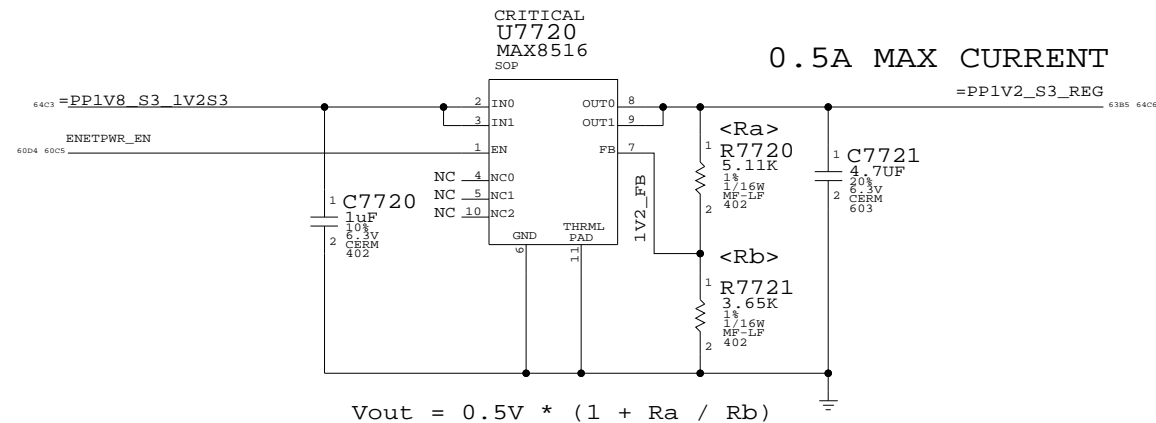 CRITICAL
U7720
MAX8516
SOP
0.5A MAX CURRENT
64C3 =PP1V8_S3_1V2S3
2 IN0
OUT0 8
=PP1V2_S3_REG
63B5 64C6
3 IN1
OUT1 9
ENETPWR_EN
60D4 60C5
1 EN
FB 7
NC 4 NC0
NC 5 NC1
NC 10 NC2
GND
6
THRML
PAD
11
1V2_FB
1 C7720
1uF
10%
2 6.3V
CERM
402
<Ra>
1 R7720
5.11K
1%
1/16W
MF-LF
2 402
1 C7721
4.7UF
20%
2 6.3V
CERM
603
<Rb>
1 R7721
3.65K
1%
1/16W
MF-LF
2 402
Vout = 0.5V * (1 + Ra / Rb)